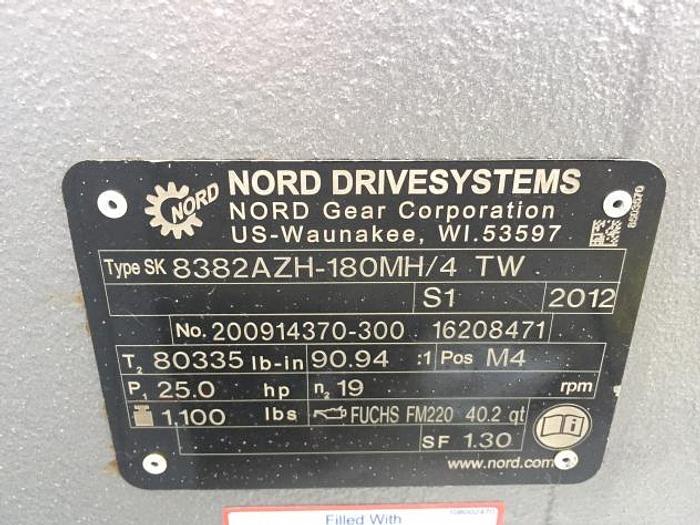 NORD
NORD DRIVESYSTEMS
NORD Gear Corporation
US-Waunakee, WI.53597
8503570
Type SK 8382AZH-180MH/4 TW
S1 2012
No. 200914370-300 16208471
T2 80335 lb-in 90.94 :1 Pos M4
P1 25.0 hp n2 19 rpm
1,100 lbs FUCHS FM220 40.2 qt
SF 1.30
www.nord.com
Filled With